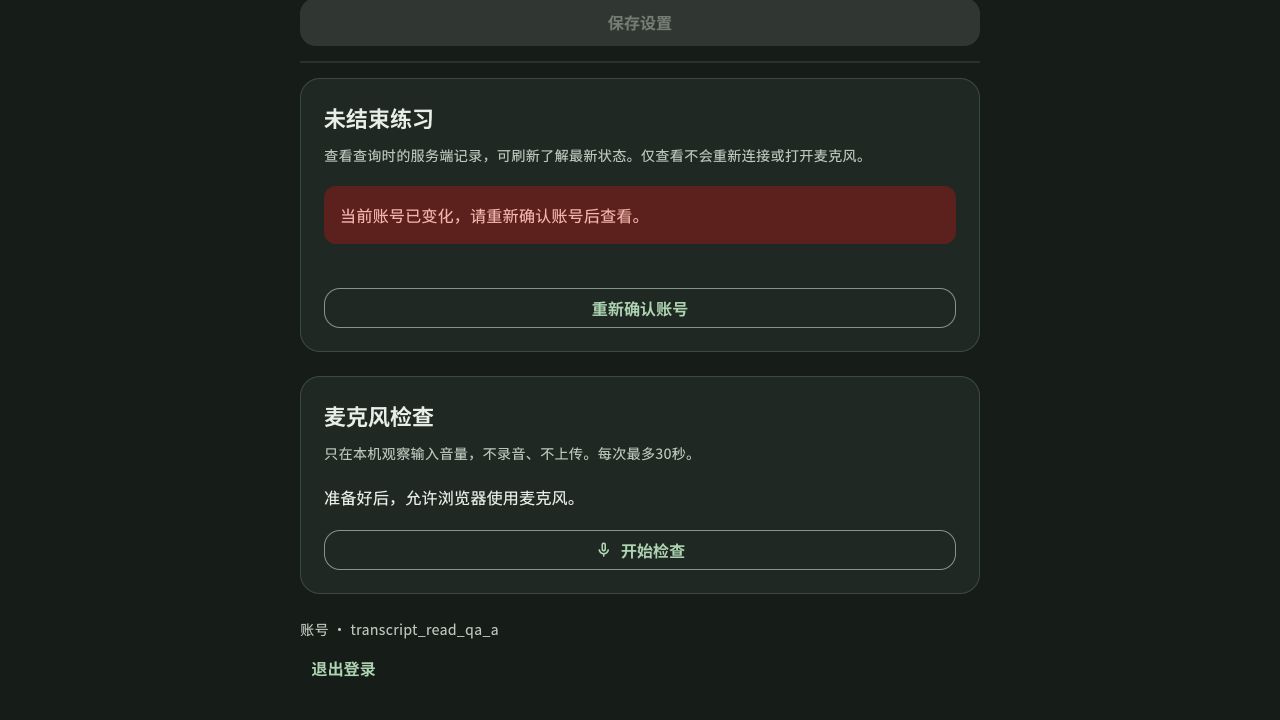 保存设置
未结束练习
查看查询时的服务端记录，可刷新了解最新状态。仅查看不会重新连接或打开麦克风。
当前账号已变化，请重新确认账号后查看。
重新确认账号
麦克风检查
只在本机观察输入音量，不录音、不上传。每次最多30秒。
准备好后，允许浏览器使用麦克风。
开始检查
账号 · transcript_read_qa_a
退出登录